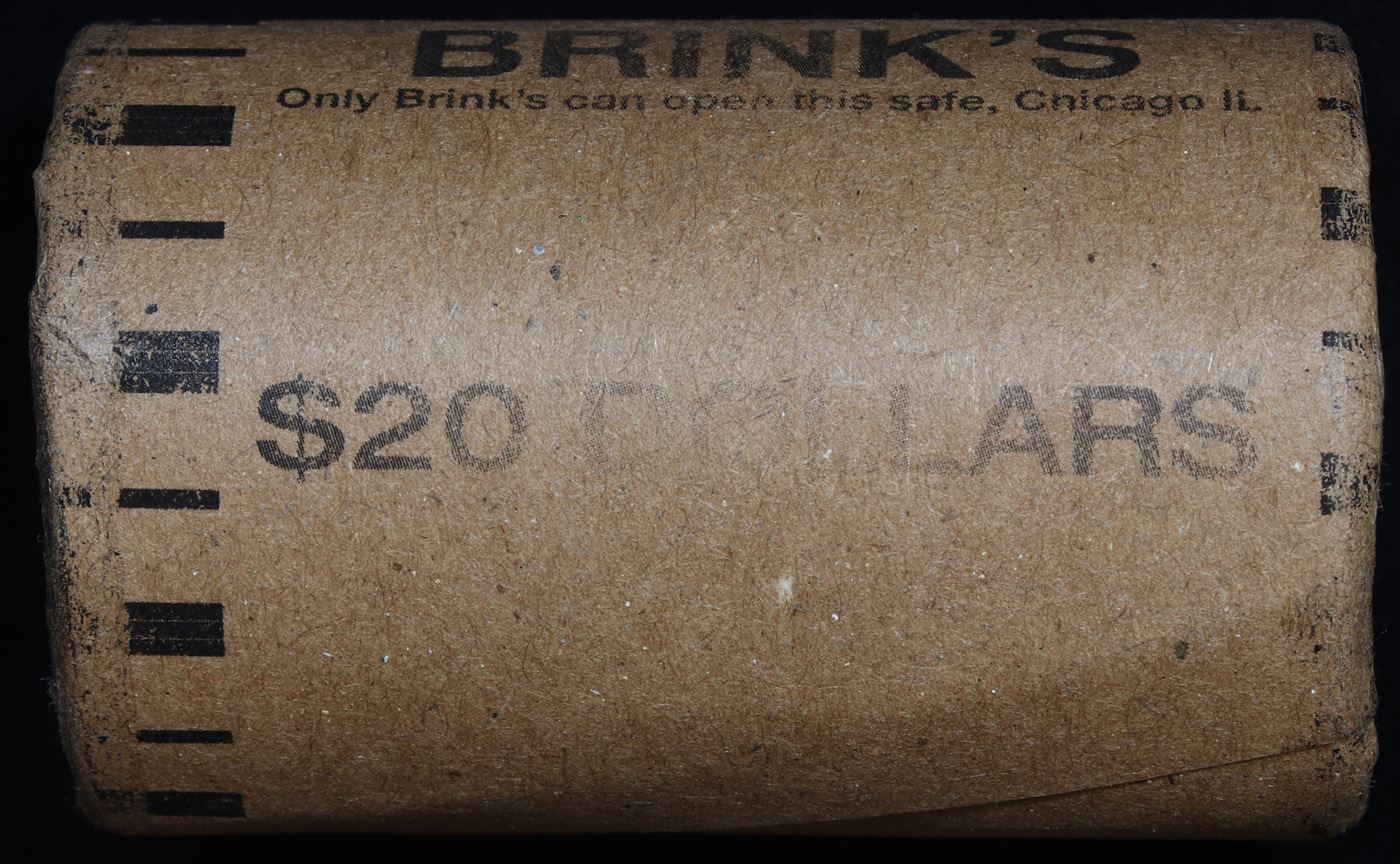 BRINK'S
Only Brink's can open this safe, Chicago IL
$20 DOLLARS